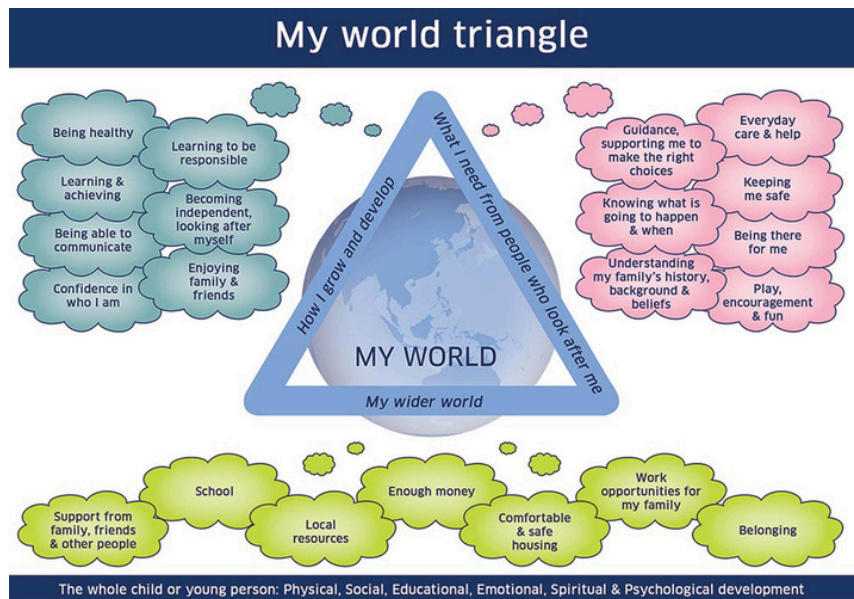 My world triangle
Being healthy
Learning to be
responsible
Learning &
achieving
Becoming
independent,
looking after
myself
Being able to
communicate
Enjoying
family &
friends
Confidence in
who I am
How I grow and develop
What I need from people who look after me
MY WORLD
My wider world
Guidance,
supporting me to
make the right
choices
Everyday
care & help
Knowing what is
going to happen
& when
Keeping
me safe
Understanding
my family's history,
background &
beliefs
Being there
for me
Play,
encouragement
& fun
Support from
family, friends
& other people
School
Local
resources
Enough money
Comfortable
& safe
housing
Work
opportunities for
my family
Belonging
The whole child or young person: Physical, Social, Educational, Emotional, Spiritual & Psychological development